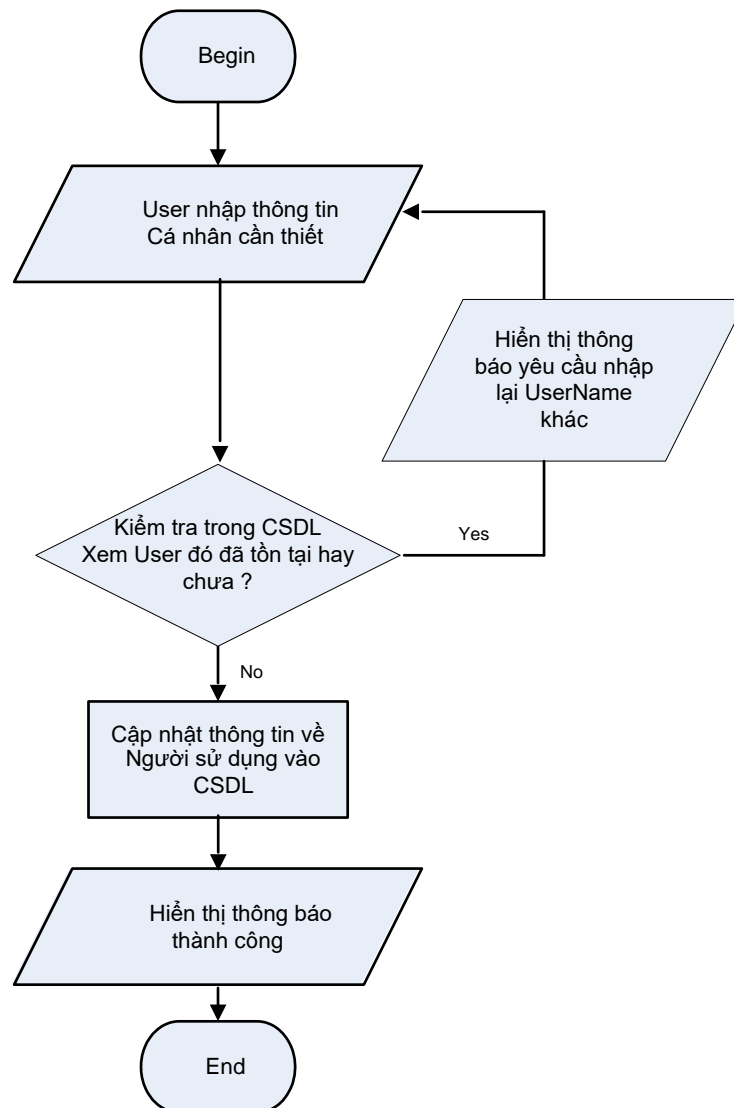 Begin
User nhập thông tin
Cá nhân cần thiết
Hiển thị thông
báo yêu cầu nhập
lại UserName
khác
Kiểm tra trong CSDL
Xem User đó đã tồn tại hay
chưa ?
Yes
No
Cập nhật thông tin về
Người sử dụng vào
CSDL
Hiển thị thông báo
thành công
End